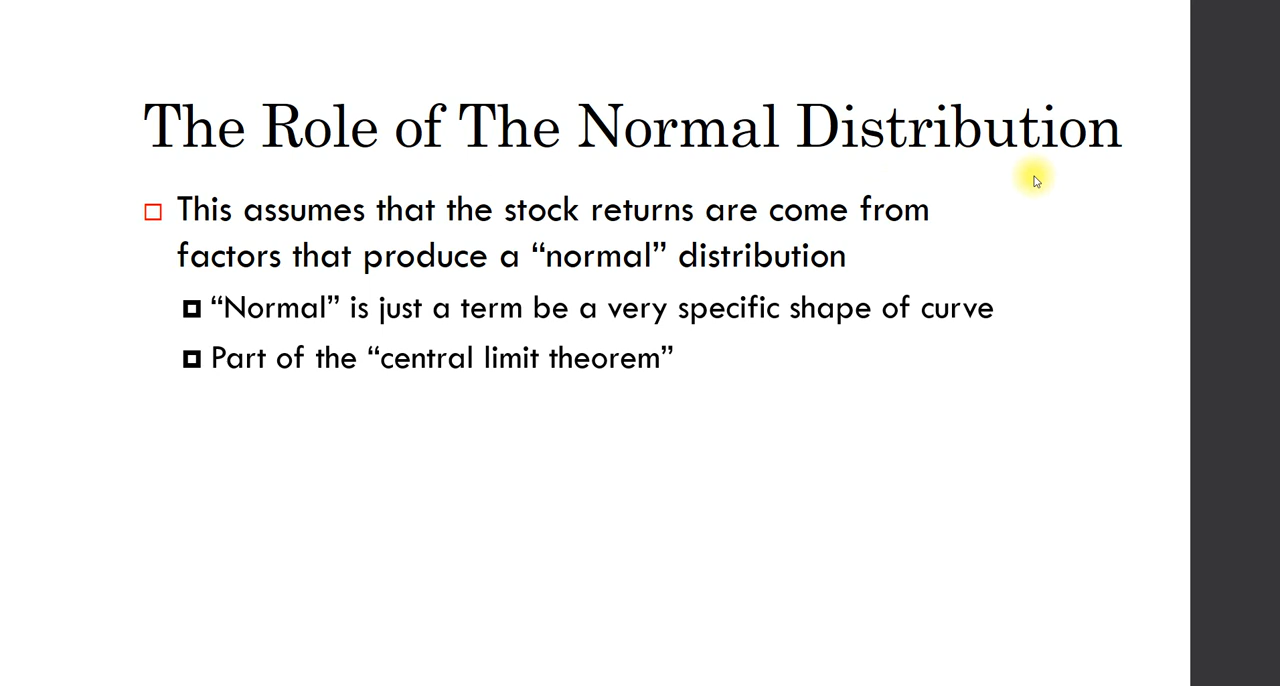 The Role of The Normal Distribution
This assumes that the stock returns are come from
factors that produce a “normal” distribution
“Normal” is just a term be a very specific shape of curve
Part of the “central limit theorem”